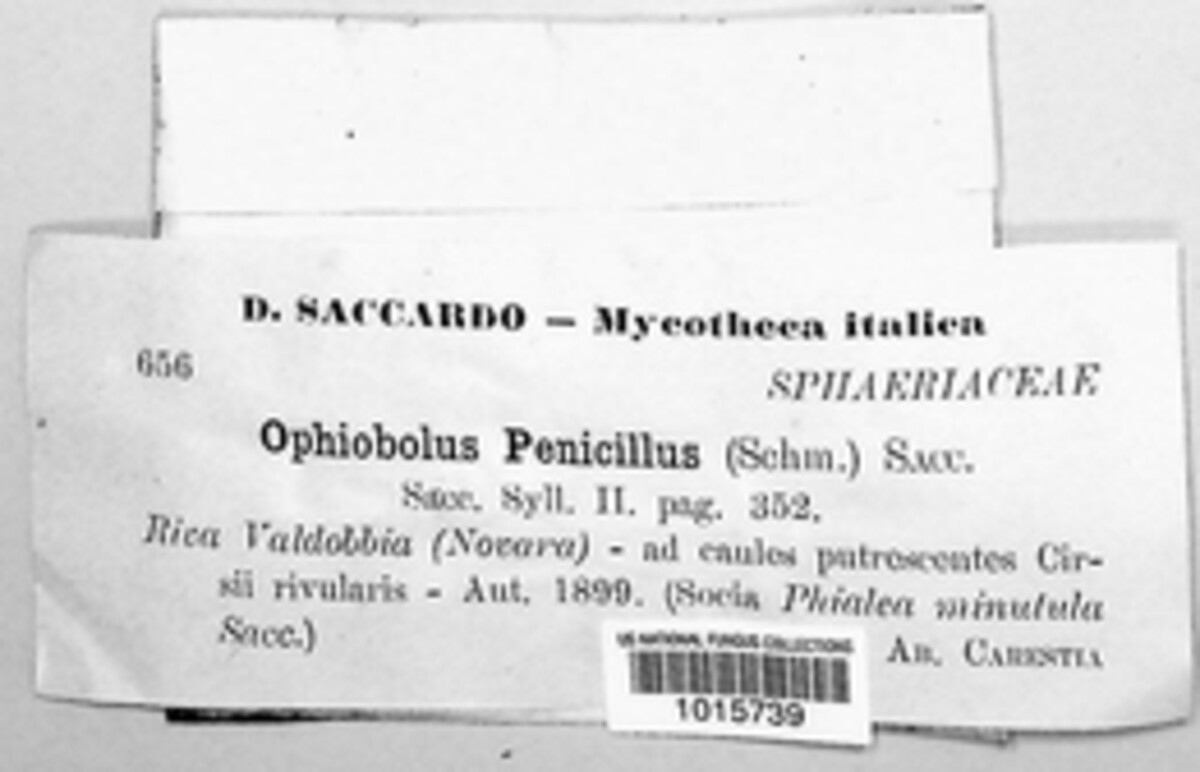 D. SACCARDO — Mycotheca italica
656
SPHAERIACEAE
Ophiobolus Penicillus (Schm.) Sacc.
Sacc. Syll. II. pag. 352.
Riva Valdobbia (Novara) - ad caules putrescentes Cir-
sii rivularis - Aut. 1899. (Socia Phialea minutula
Sacc.)
AB. CARESTIA
US NATIONAL FUNGUS COLLECTIONS
1015739